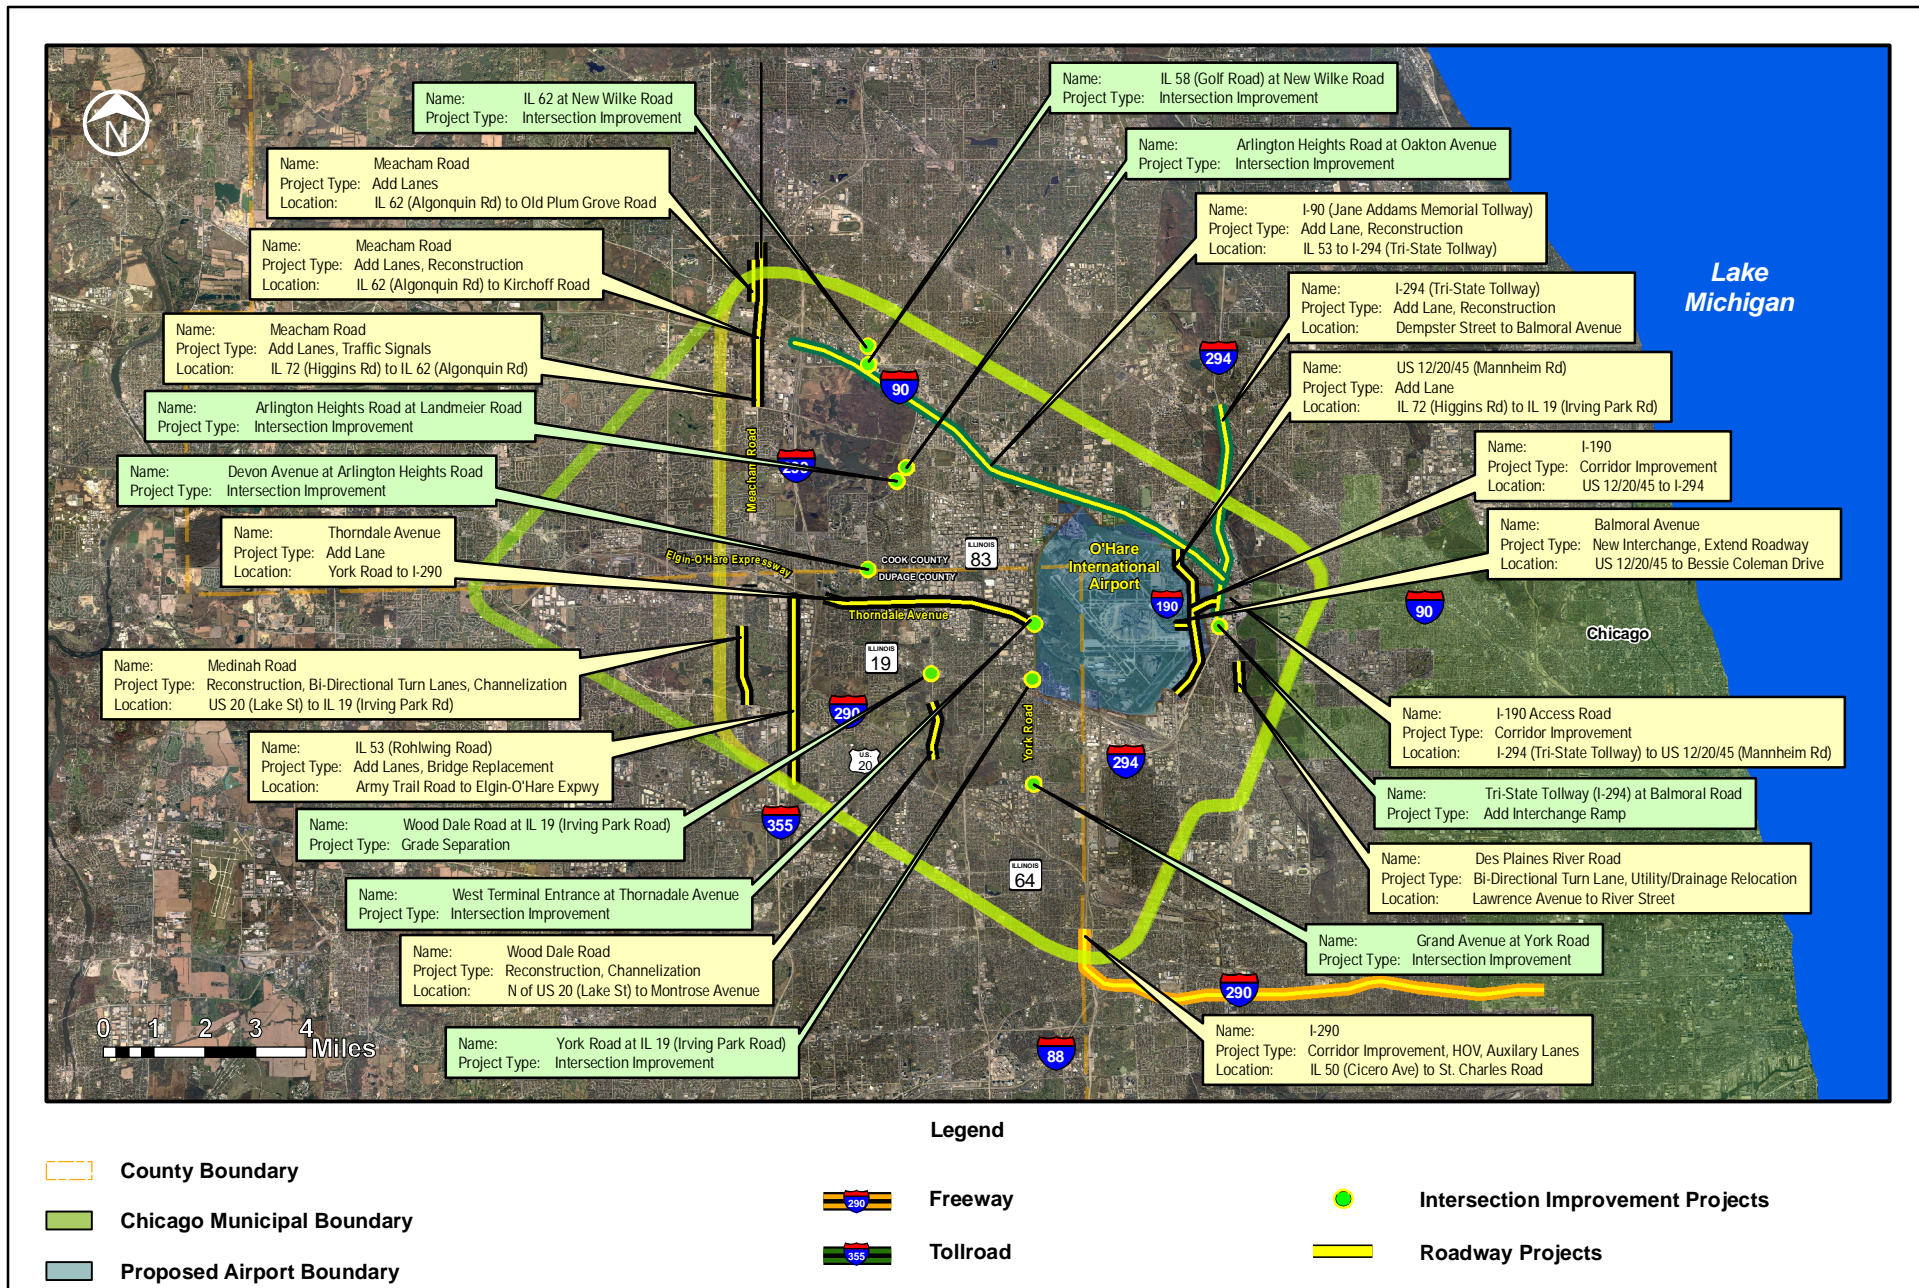 Name: IL 62 at New Wilke Road
Project Type: Intersection Improvement
Name: IL 58 (Golf Road) at New Wilke Road
Project Type: Intersection Improvement
Name: Arlington Heights Road at Oakton Avenue
Project Type: Intersection Improvement
N
Name: Meacham Road
Project Type: Add Lanes
Location: IL 62 (Algonquin Rd) to Old Plum Grove Road
Name: I-90 (Jane Addams Memorial Tollway)
Project Type: Add Lane, Reconstruction
Location: IL 53 to I-294 (Tri-State Tollway)
Name: Meacham Road
Project Type: Add Lanes, Reconstruction
Location: IL 62 (Algonquin Rd) to Kirchoff Road
Lake
Michigan
Name: I-294 (Tri-State Tollway)
Project Type: Add Lane, Reconstruction
Location: Dempster Street to Balmoral Avenue
Name: Meacham Road
Project Type: Add Lanes, Traffic Signals
Location: IL 72 (Higgins Rd) to IL 62 (Algonquin Rd)
294
90
Name: US 12/20/45 (Mannheim Rd)
Project Type: Add Lane
Location: IL 72 (Higgins Rd) to IL 19 (Irving Park Rd)
Name: Arlington Heights Road at Landmeier Road
Project Type: Intersection Improvement
Meacham Road
290
Name: I-190
Project Type: Corridor Improvement
Location: US 12/20/45 to I-294
Name: Devon Avenue at Arlington Heights Road
Project Type: Intersection Improvement
Name: Balmoral Avenue
Project Type: New Interchange, Extend Roadway
Location: US 12/20/45 to Bessie Coleman Drive
Name: Thorndale Avenue
Project Type: Add Lane
Location: York Road to I-290
Elgin-O'Hare Expressway
COOK COUNTY
DUPAGE COUNTY
ILLINOIS
83
O'Hare
International
Airport
190
90
Thorndale Avenue
Chicago
ILLINOIS
19
Name: Medinah Road
Project Type: Reconstruction, Bi-Directional Turn Lanes, Channelization
Location: US 20 (Lake St) to IL 19 (Irving Park Rd)
290
York Road
Name: I-190 Access Road
Project Type: Corridor Improvement
Location: I-294 (Tri-State Tollway) to US 12/20/45 (Mannheim Rd)
Name: IL 53 (Rohlwing Road)
Project Type: Add Lanes, Bridge Replacement
Location: Army Trail Road to Elgin-O'Hare Expwy
U.S.
20
294
Name: Tri-State Tollway (I-294) at Balmoral Road
Project Type: Add Interchange Ramp
355
Name: Wood Dale Road at IL 19 (Irving Park Road)
Project Type: Grade Separation
Name: Des Plaines River Road
Project Type: Bi-Directional Turn Lane, Utility/Drainage Relocation
Location: Lawrence Avenue to River Street
ILLINOIS
64
Name: West Terminal Entrance at Thornadale Avenue
Project Type: Intersection Improvement
Name: Grand Avenue at York Road
Project Type: Intersection Improvement
Name: Wood Dale Road
Project Type: Reconstruction, Channelization
Location: N of US 20 (Lake St) to Montrose Avenue
290
Name: I-290
Project Type: Corridor Improvement, HOV, Auxilary Lanes
Location: IL 50 (Cicero Ave) to St. Charles Road
0 1 2 3 4
Miles
Name: York Road at IL 19 (Irving Park Road)
Project Type: Intersection Improvement
88
Legend
County Boundary
Chicago Municipal Boundary
Proposed Airport Boundary
290 Freeway
355 Tollroad
Intersection Improvement Projects
Roadway Projects